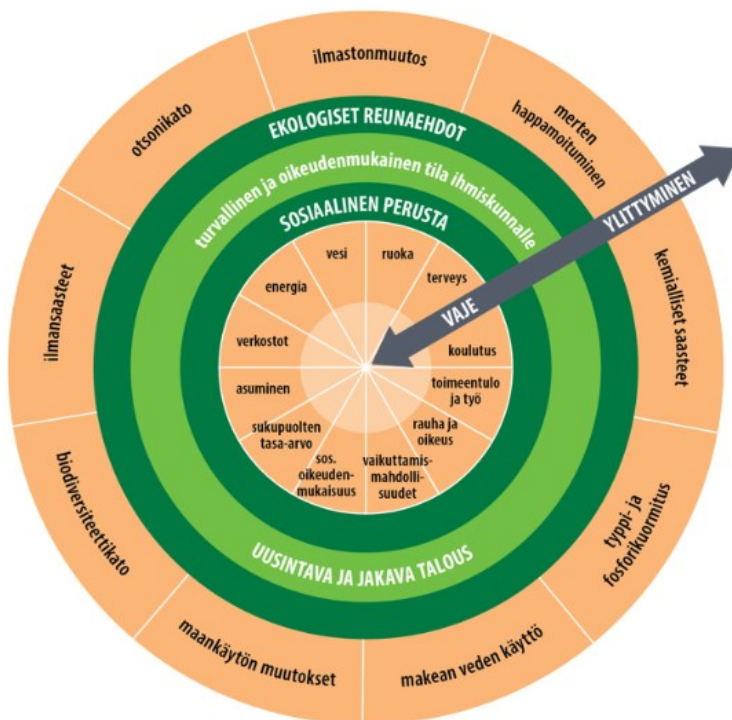 ilmastonmuutos
merten
happamoituminen
kemialliset saasteet
typpi- ja
fosforikuormitus
makean veden käyttö
maankäytön muutokset
biodiversiteettikato
ilmansaasteet
otsonikato
EKOLOGISET REUNAEHDOT
turvallinen ja oikeudenmukainen tila ihmiskunnalle
SOSIAALINEN PERUSTA
YLITTYMINEN
VAJE
vesi
ruoka
terveys
koulutus
toimeentulo
ja työ
rauha ja
oikeus
vaikuttamis-
mahdolli-
suudet
sos.
oikeuden-
mukaisuus
sukupuolten
tasa-arvo
asuminen
verkostot
energia
UUSINTAVA JA JAKAVA TALOUS